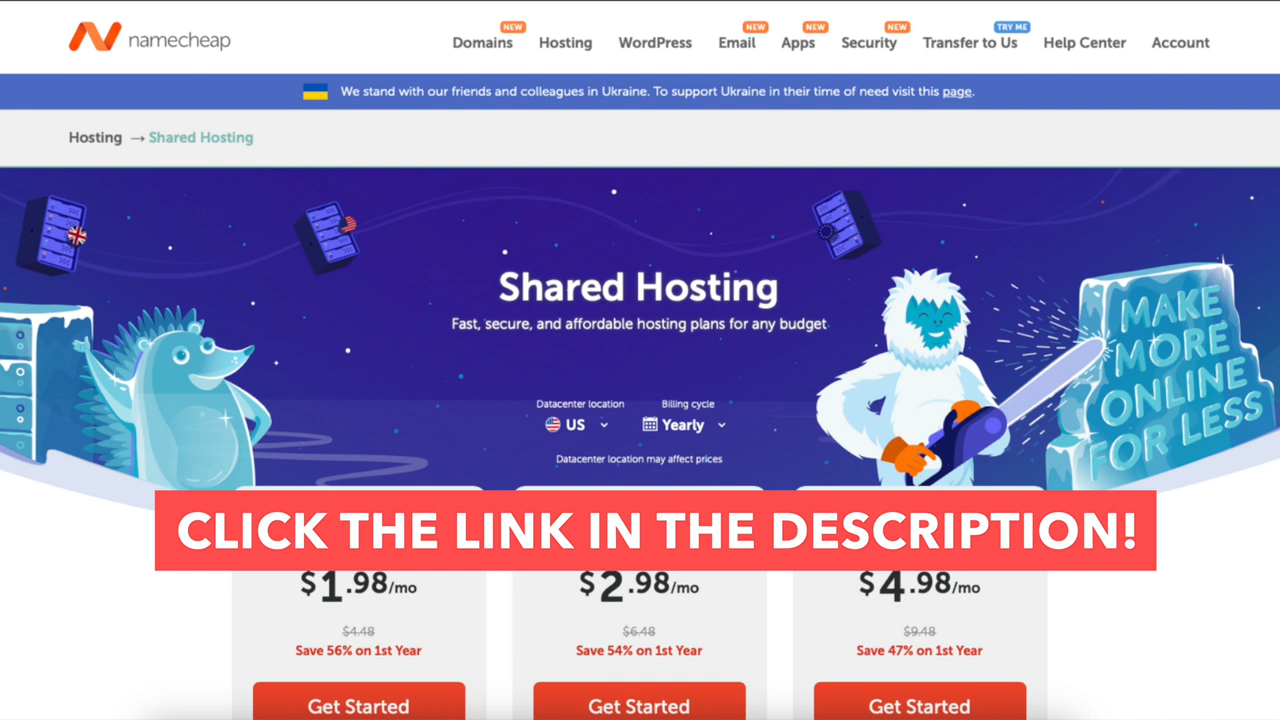 namecheap
NEW NEW NEW NEW TRY ME
Domains Hosting WordPress Email Apps Security Transfer to Us Help Center Account
We stand with our friends and colleagues in Ukraine. To support Ukraine in their time of need visit this page.
Hosting → Shared Hosting
Shared Hosting
Fast, secure, and affordable hosting plans for any budget
MAKE
MORE
ONLINE
FOR LESS
Datacenter location Billing cycle
US Yearly
Datacenter location may affect prices
CLICK THE LINK IN THE DESCRIPTION!
$1.98/mo $2.98/mo $4.98/mo
$4.48 $6.48 $9.48
Save 56% on 1st Year Save 54% on 1st Year Save 47% on 1st Year
Get Started Get Started Get Started